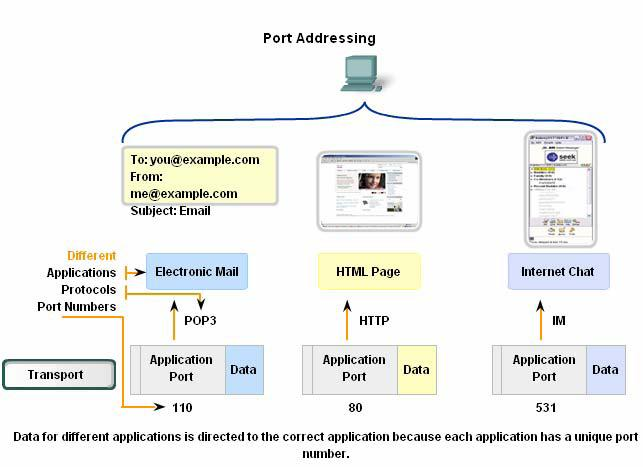 Port Addressing
To: you@example.com
From:
me@example.com
Subject: Email
seek
Different
Applications
Protocols
Port Numbers
Electronic Mail
HTML Page
Internet Chat
POP3
HTTP
IM
Transport
Application
Port
Data
Application
Port
Data
Application
Port
Data
110
80
531
Data for different applications is directed to the correct application because each application has a unique port
number.